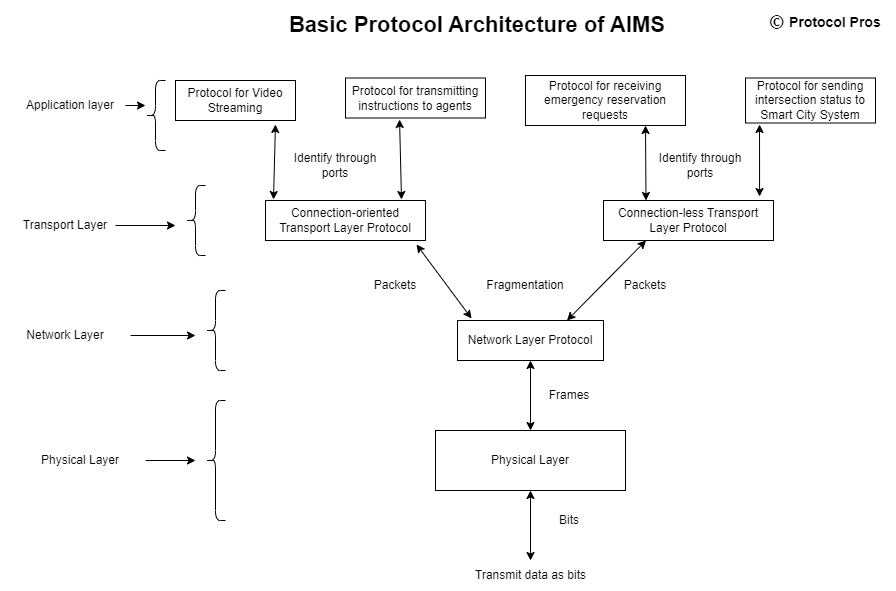 Basic Protocol Architecture of AIMS
© Protocol Pros
Application layer
Protocol for Video
Streaming
Protocol for transmitting
instructions to agents
Protocol for receiving
emergency reservation
requests
Protocol for sending
intersection status to
Smart City System
Identify through
ports
Identify through
ports
Transport Layer
Connection-oriented
Transport Layer Protocol
Connection-less Transport
Layer Protocol
Packets
Fragmentation
Packets
Network Layer
Network Layer Protocol
Frames
Physical Layer
Physical Layer
Bits
Transmit data as bits